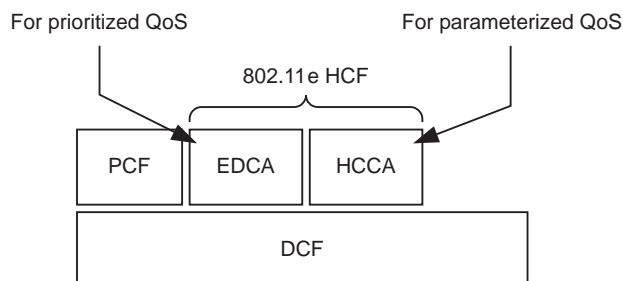 For prioritized QoS
For parameterized QoS
802.11e HCF
PCF
EDCA
HCCA
DCF